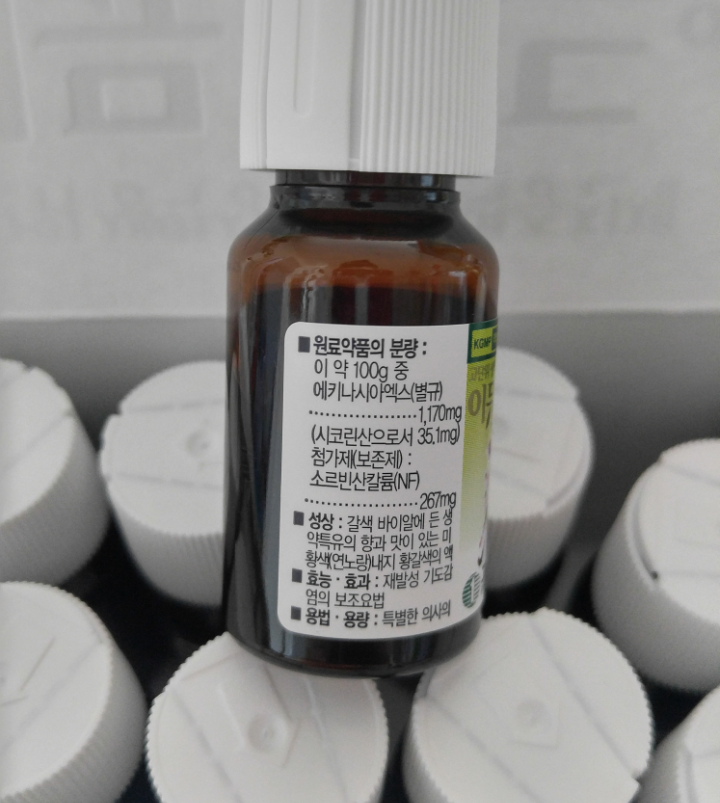 ■ 원료약품의 분량 :
이 약 100g 중
에키나시아엑스(별규)
....................1,170mg
(시코린산으로서 35.1mg)
첨가제(보존제) :
소르빈산칼륨(NF)
..........................267mg
■ 성상 : 갈색 바이알에 든 생
약특유의 향과 맛이 있는 미
황색(연노랑)내지 황갈색의 액
■ 효능·효과 : 재발성 기도감
염의 보조요법
■ 용법·용량 : 특별한 의사의
KGMP
고단위